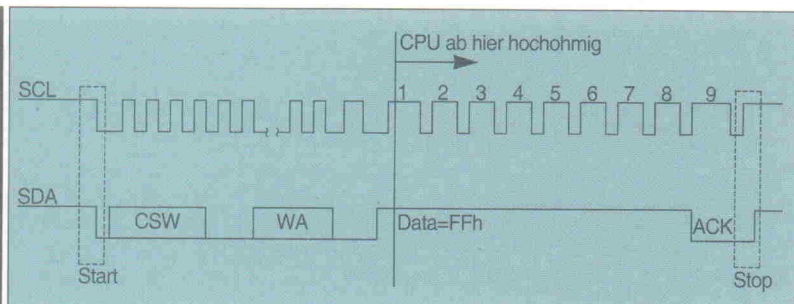 CPU ab hier hochohmig
SCL
1 2 3 4 5 6 7 8 9
SDA
CSW
WA
Data=FFh
ACK
Start
Stop